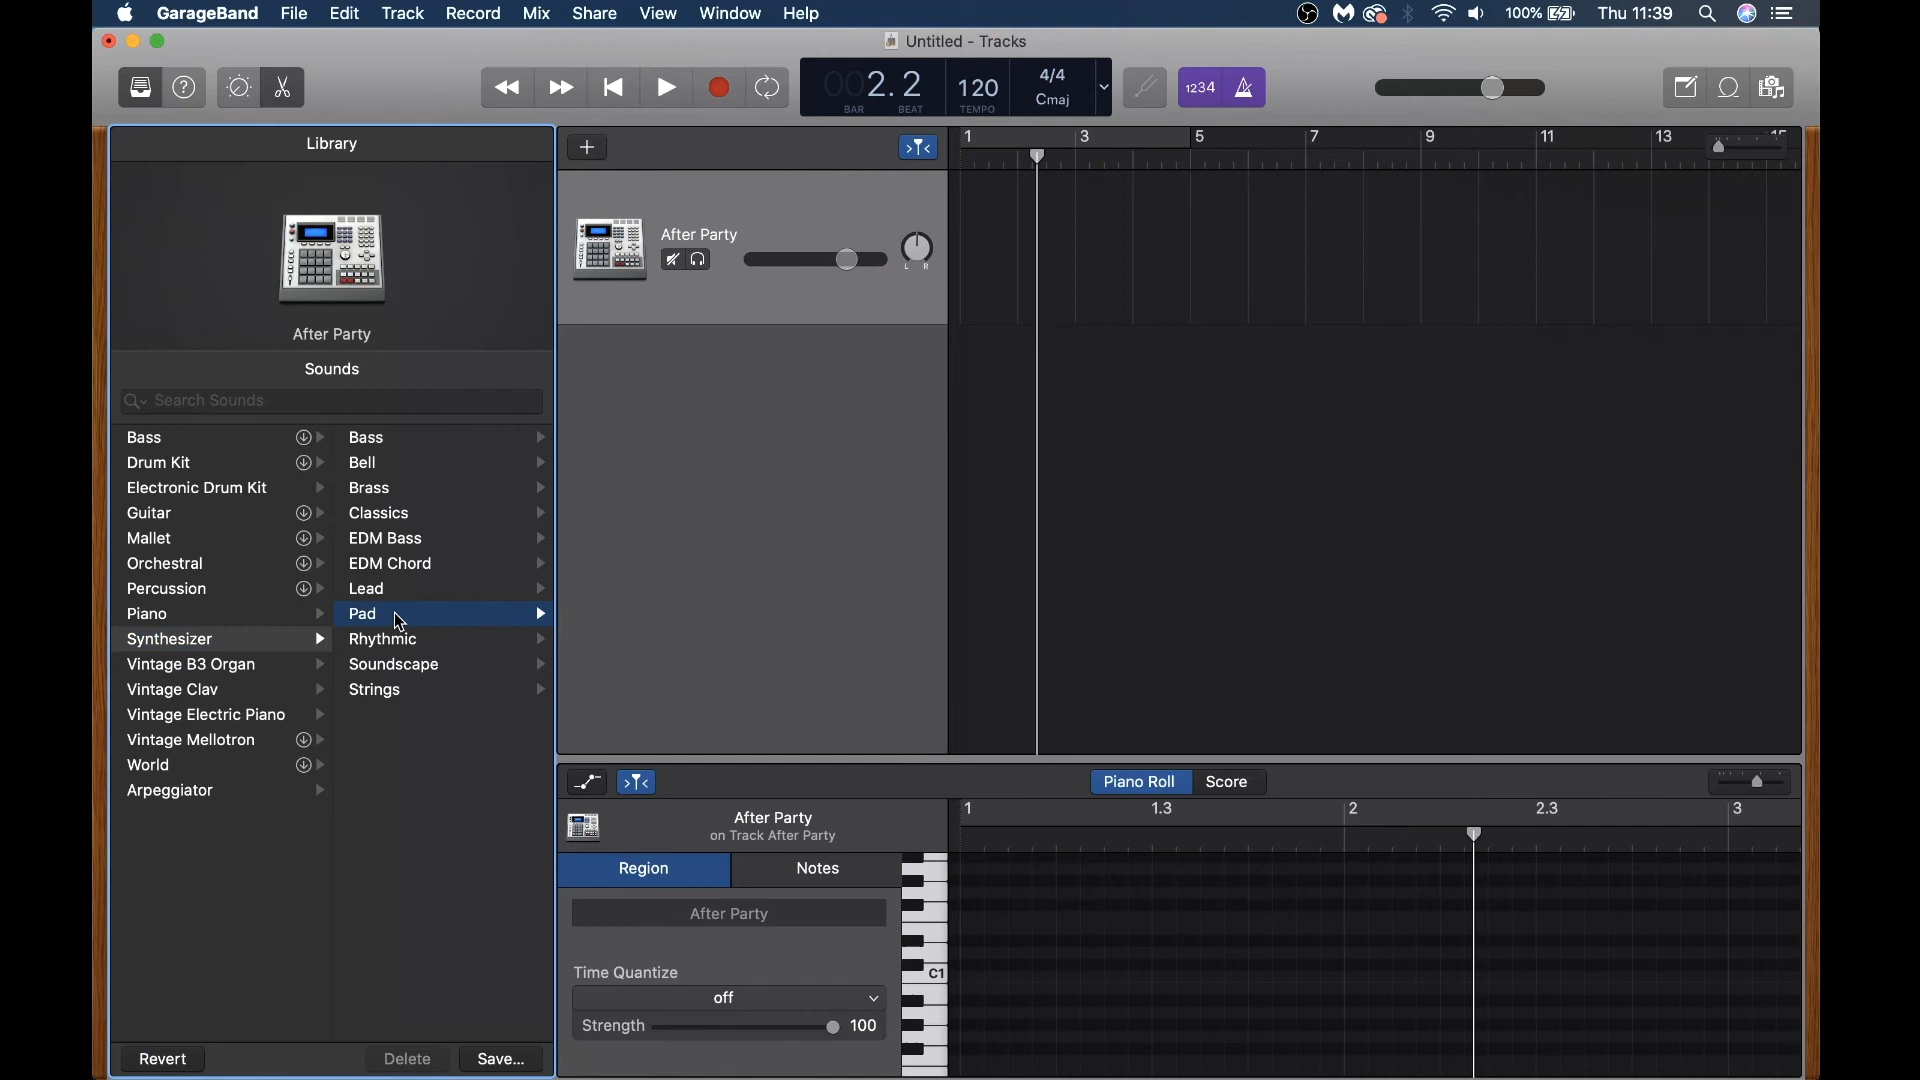 GarageBand File Edit Track Record Mix Share View Window Help
100% Thu 11:39
Untitled - Tracks
002.2
BAR BEAT
120
TEMPO
4/4
Cmaj
1234
Library
After Party
Sounds
Search Sounds
Bass
Drum Kit
Electronic Drum Kit
Guitar
Mallet
Orchestral
Percussion
Piano
Synthesizer
Vintage B3 Organ
Vintage Clav
Vintage Electric Piano
Vintage Mellotron
World
Arpeggiator
Bass
Bell
Brass
Classics
EDM Bass
EDM Chord
Lead
Pad
Rhythmic
Soundscape
Strings
Revert Delete Save...
1 3 5 7 9 11 13
After Party
L R
Piano Roll Score
After Party
on Track After Party
1 1.3 2 2.3 3
Region Notes
After Party
Time Quantize
off
Strength 100
C1